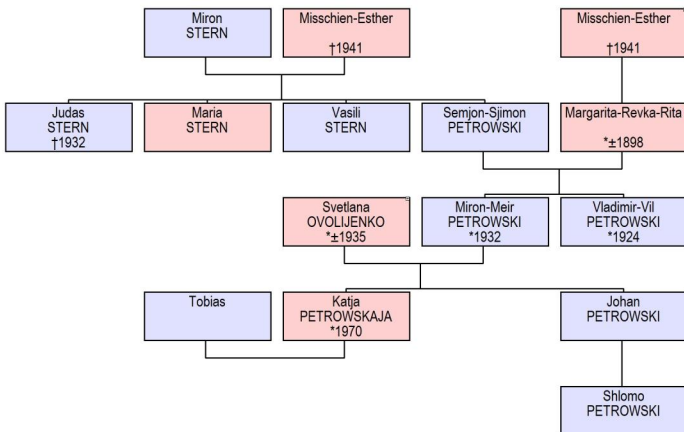 Miron
STERN
Misschien-Esther
†1941
Misschien-Esther
†1941
Judas
STERN
†1932
Maria
STERN
Vasili
STERN
Semjon-Sjimon
PETROWSKI
Margarita-Revka-Rita
*±1898
Svetlana
OVOLIJENKO
*±1935
Miron-Meir
PETROWSKI
*1932
Vladimir-Vil
PETROWSKI
*1924
Tobias
Katja
PETROWSKAJA
*1970
Johan
PETROWSKI
Shlomo
PETROWSKI